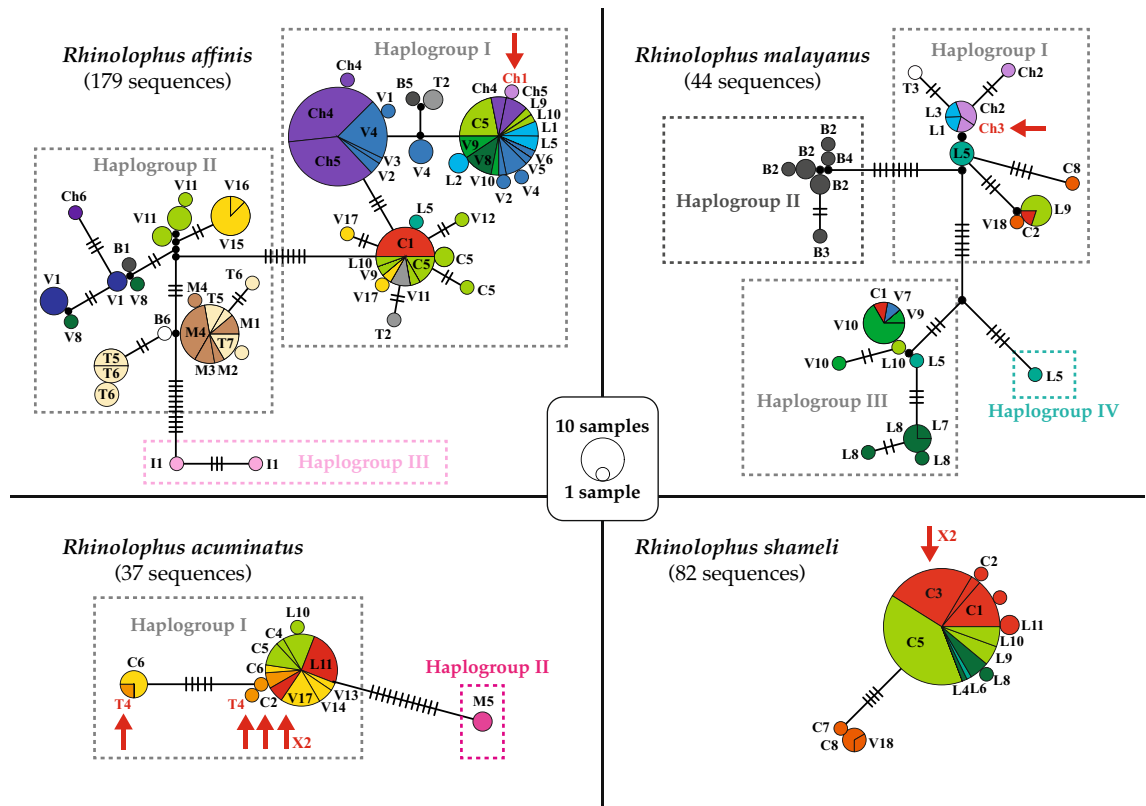 Rhinolophus affinis
(179 sequences)
Haplogroup I
Ch1
Ch4
Ch4
Ch5
V1
V4
V3
V2
B5
T2
V4
Ch4
Ch5
L9
L10
L1
L5
V6
V5
V4
V2
V10
V8
V9
C5
L2
V17
L5
V12
C1
C5
C5
C5
L10
V9
V17
V11
T2
Haplogroup II
Ch6
V11
V16
V11
V15
B1
V1
V1
V8
V8
T6
M4
T5
M1
B6
M4
T7
M2
M3
T5
T6
T6
I1
I1
Haplogroup III
Rhinolophus malayanus
(44 sequences)
Haplogroup I
T3
Ch2
Ch2
L3
L1
Ch3
L5
C8
V18
L9
C2
B2
B2
B4
B2
B2
B3
Haplogroup II
C1
V7
V9
V10
V10
L10
L5
L8
L7
L8
L8
Haplogroup III
L5
Haplogroup IV
10 samples
1 sample
Rhinolophus acuminatus
(37 sequences)
Haplogroup I
L10
C4
C5
C6
C6
L11
T4
T4
C2
V17
V13
V14
X2
Haplogroup II
M5
Rhinolophus shameli
(82 sequences)
X2
C2
C3
C1
L11
C5
L10
L9
L8
L6
L4
C7
C8
V18